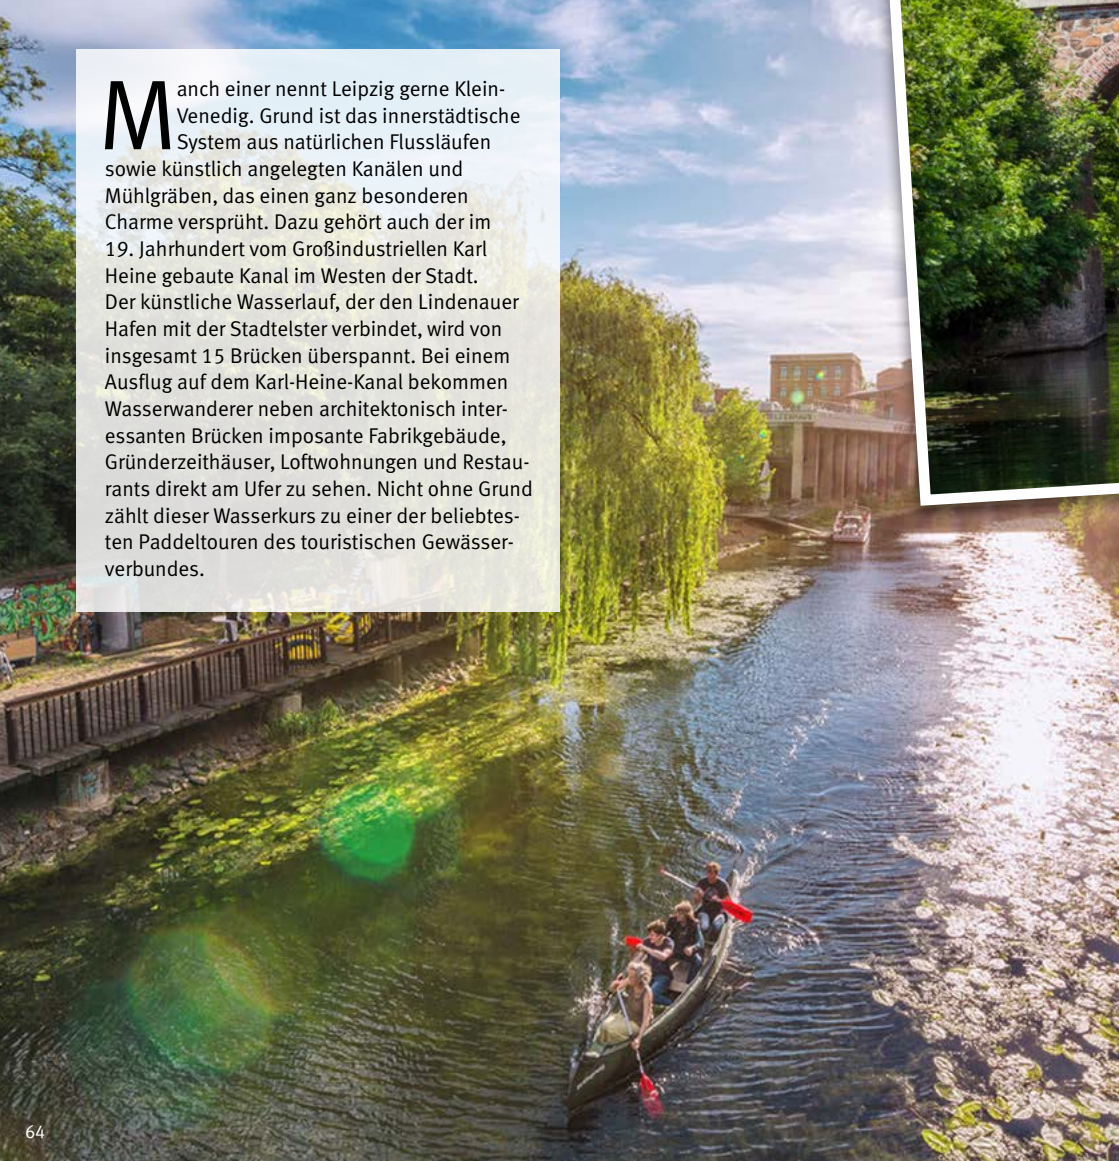 Manch einer nennt Leipzig gerne Klein-
Venedig. Grund ist das innerstädtische
System aus natürlichen Flussläufen
sowie künstlich angelegten Kanälen und
Mühlgräben, das einen ganz besonderen
Charme versprüht. Dazu gehört auch der im
19. Jahrhundert vom Großindustriellen Karl
Heine gebaute Kanal im Westen der Stadt.
Der künstliche Wasserlauf, der den Lindenauer
Hafen mit der Stadtelster verbindet, wird von
insgesamt 15 Brücken überspannt. Bei einem
Ausflug auf dem Karl-Heine-Kanal bekommen
Wasserwanderer neben architektonisch inter-
essanten Brücken imposante Fabrikgebäude,
Gründerzeithäuser, Loftwohnungen und Restau-
rants direkt am Ufer zu sehen. Nicht ohne Grund
zählt dieser Wasserkurs zu einer der beliebtes-
ten Paddeltouren des touristischen Gewässer-
verbundes.
64